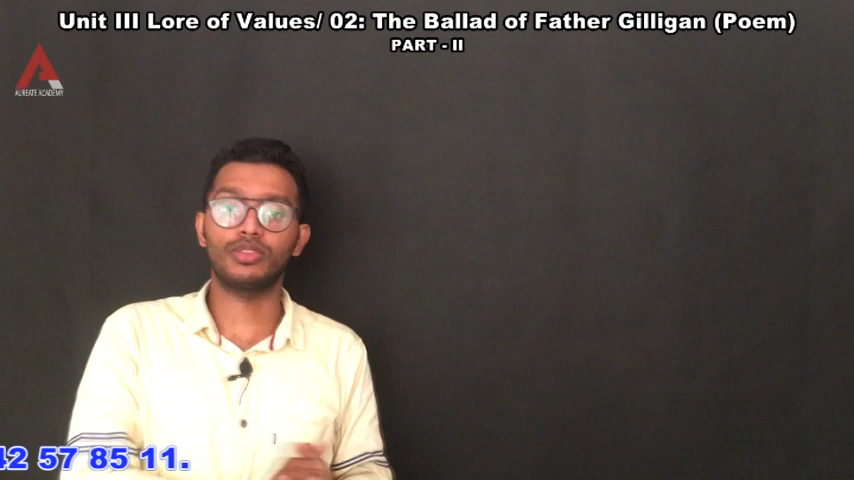 Unit III Lore of Values/ 02: The Ballad of Father Gilligan (Poem)
PART - II
AUREATE ACADEMY
42 57 85 11.